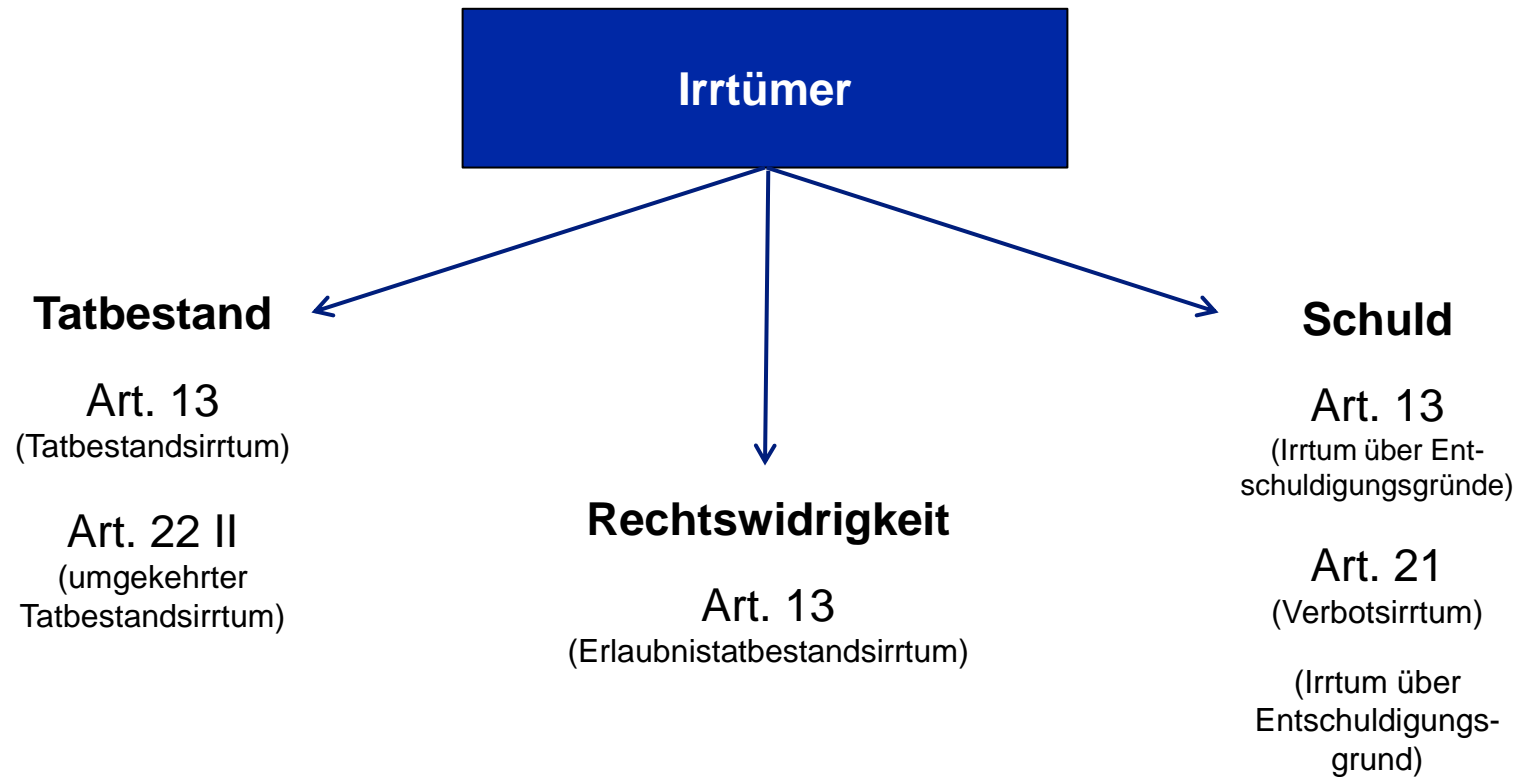 Irrtümer
Tatbestand
Art. 13
(Tatbestandsirrtum)
Art. 22 II
(umgekehrter
Tatbestandsirrtum)
Rechtswidrigkeit
Art. 13
(Erlaubnistatbestandsirrtum)
Schuld
Art. 13
(Irrtum über Ent-
schuldigungsgründe)
Art. 21
(Verbotsirrtum)
(Irrtum über
Entschuldigungs-
grund)